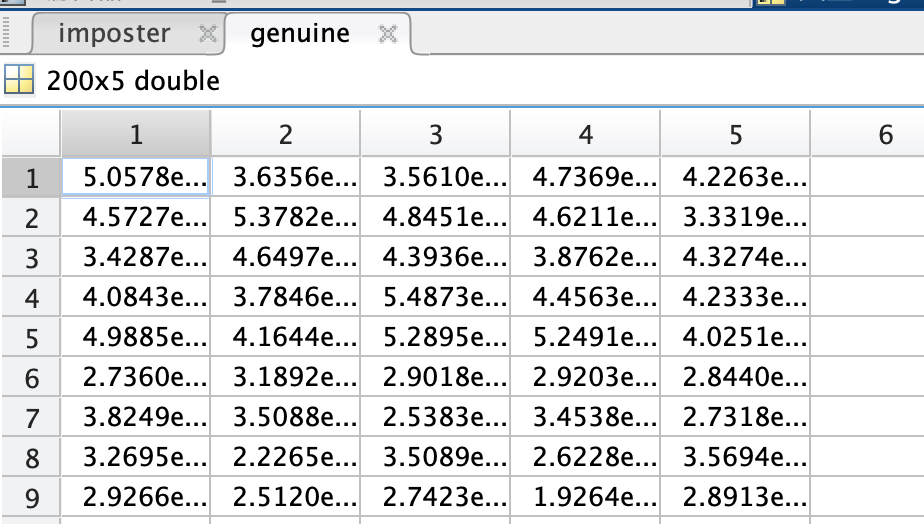 imposter genuine
200x5 double
1 2 3 4 5 6
1 5.0578e... 3.6356e... 3.5610e... 4.7369e... 4.2263e...
2 4.5727e... 5.3782e... 4.8451e... 4.6211e... 3.3319e...
3 3.4287e... 4.6497e... 4.3936e... 3.8762e... 4.3274e...
4 4.0843e... 3.7846e... 5.4873e... 4.4563e... 4.2333e...
5 4.9885e... 4.1644e... 5.2895e... 5.2491e... 4.0251e...
6 2.7360e... 3.1892e... 2.9018e... 2.9203e... 2.8440e...
7 3.8249e... 3.5088e... 2.5383e... 3.4538e... 2.7318e...
8 3.2695e... 2.2265e... 3.5089e... 2.6228e... 3.5694e...
9 2.9266e... 2.5120e... 2.7423e... 1.9264e... 2.8913e...